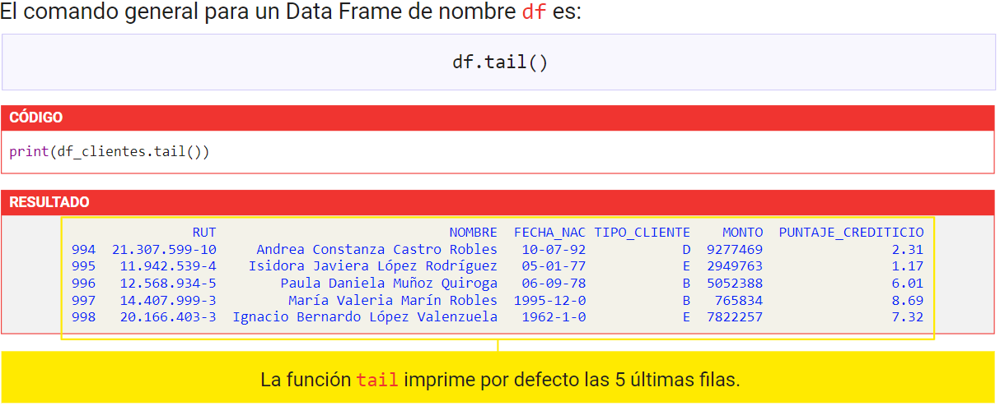 El comando general para un Data Frame de nombre df es:
df.tail()
CÓDIGO
print(df_clientes.tail())
RESULTADO
RUT NOMBRE FECHA_NAC TIPO_CLIENTE MONTO PUNTAJE_CREDITICIO
994 21.307.599-10 Andrea Constanza Castro Robles 10-07-92 D 9277469 2.31
995 11.942.539-4 Isidora Javiera López Rodríguez 05-01-77 E 2949763 1.17
996 12.568.934-5 Paula Daniela Muñoz Quiroga 06-09-78 B 5052388 6.01
997 14.407.999-3 María Valeria Marín Robles 1995-12-0 B 765834 8.69
998 20.166.403-3 Ignacio Bernardo López Valenzuela 1962-1-0 E 7822257 7.32
La función tail imprime por defecto las 5 últimas filas.